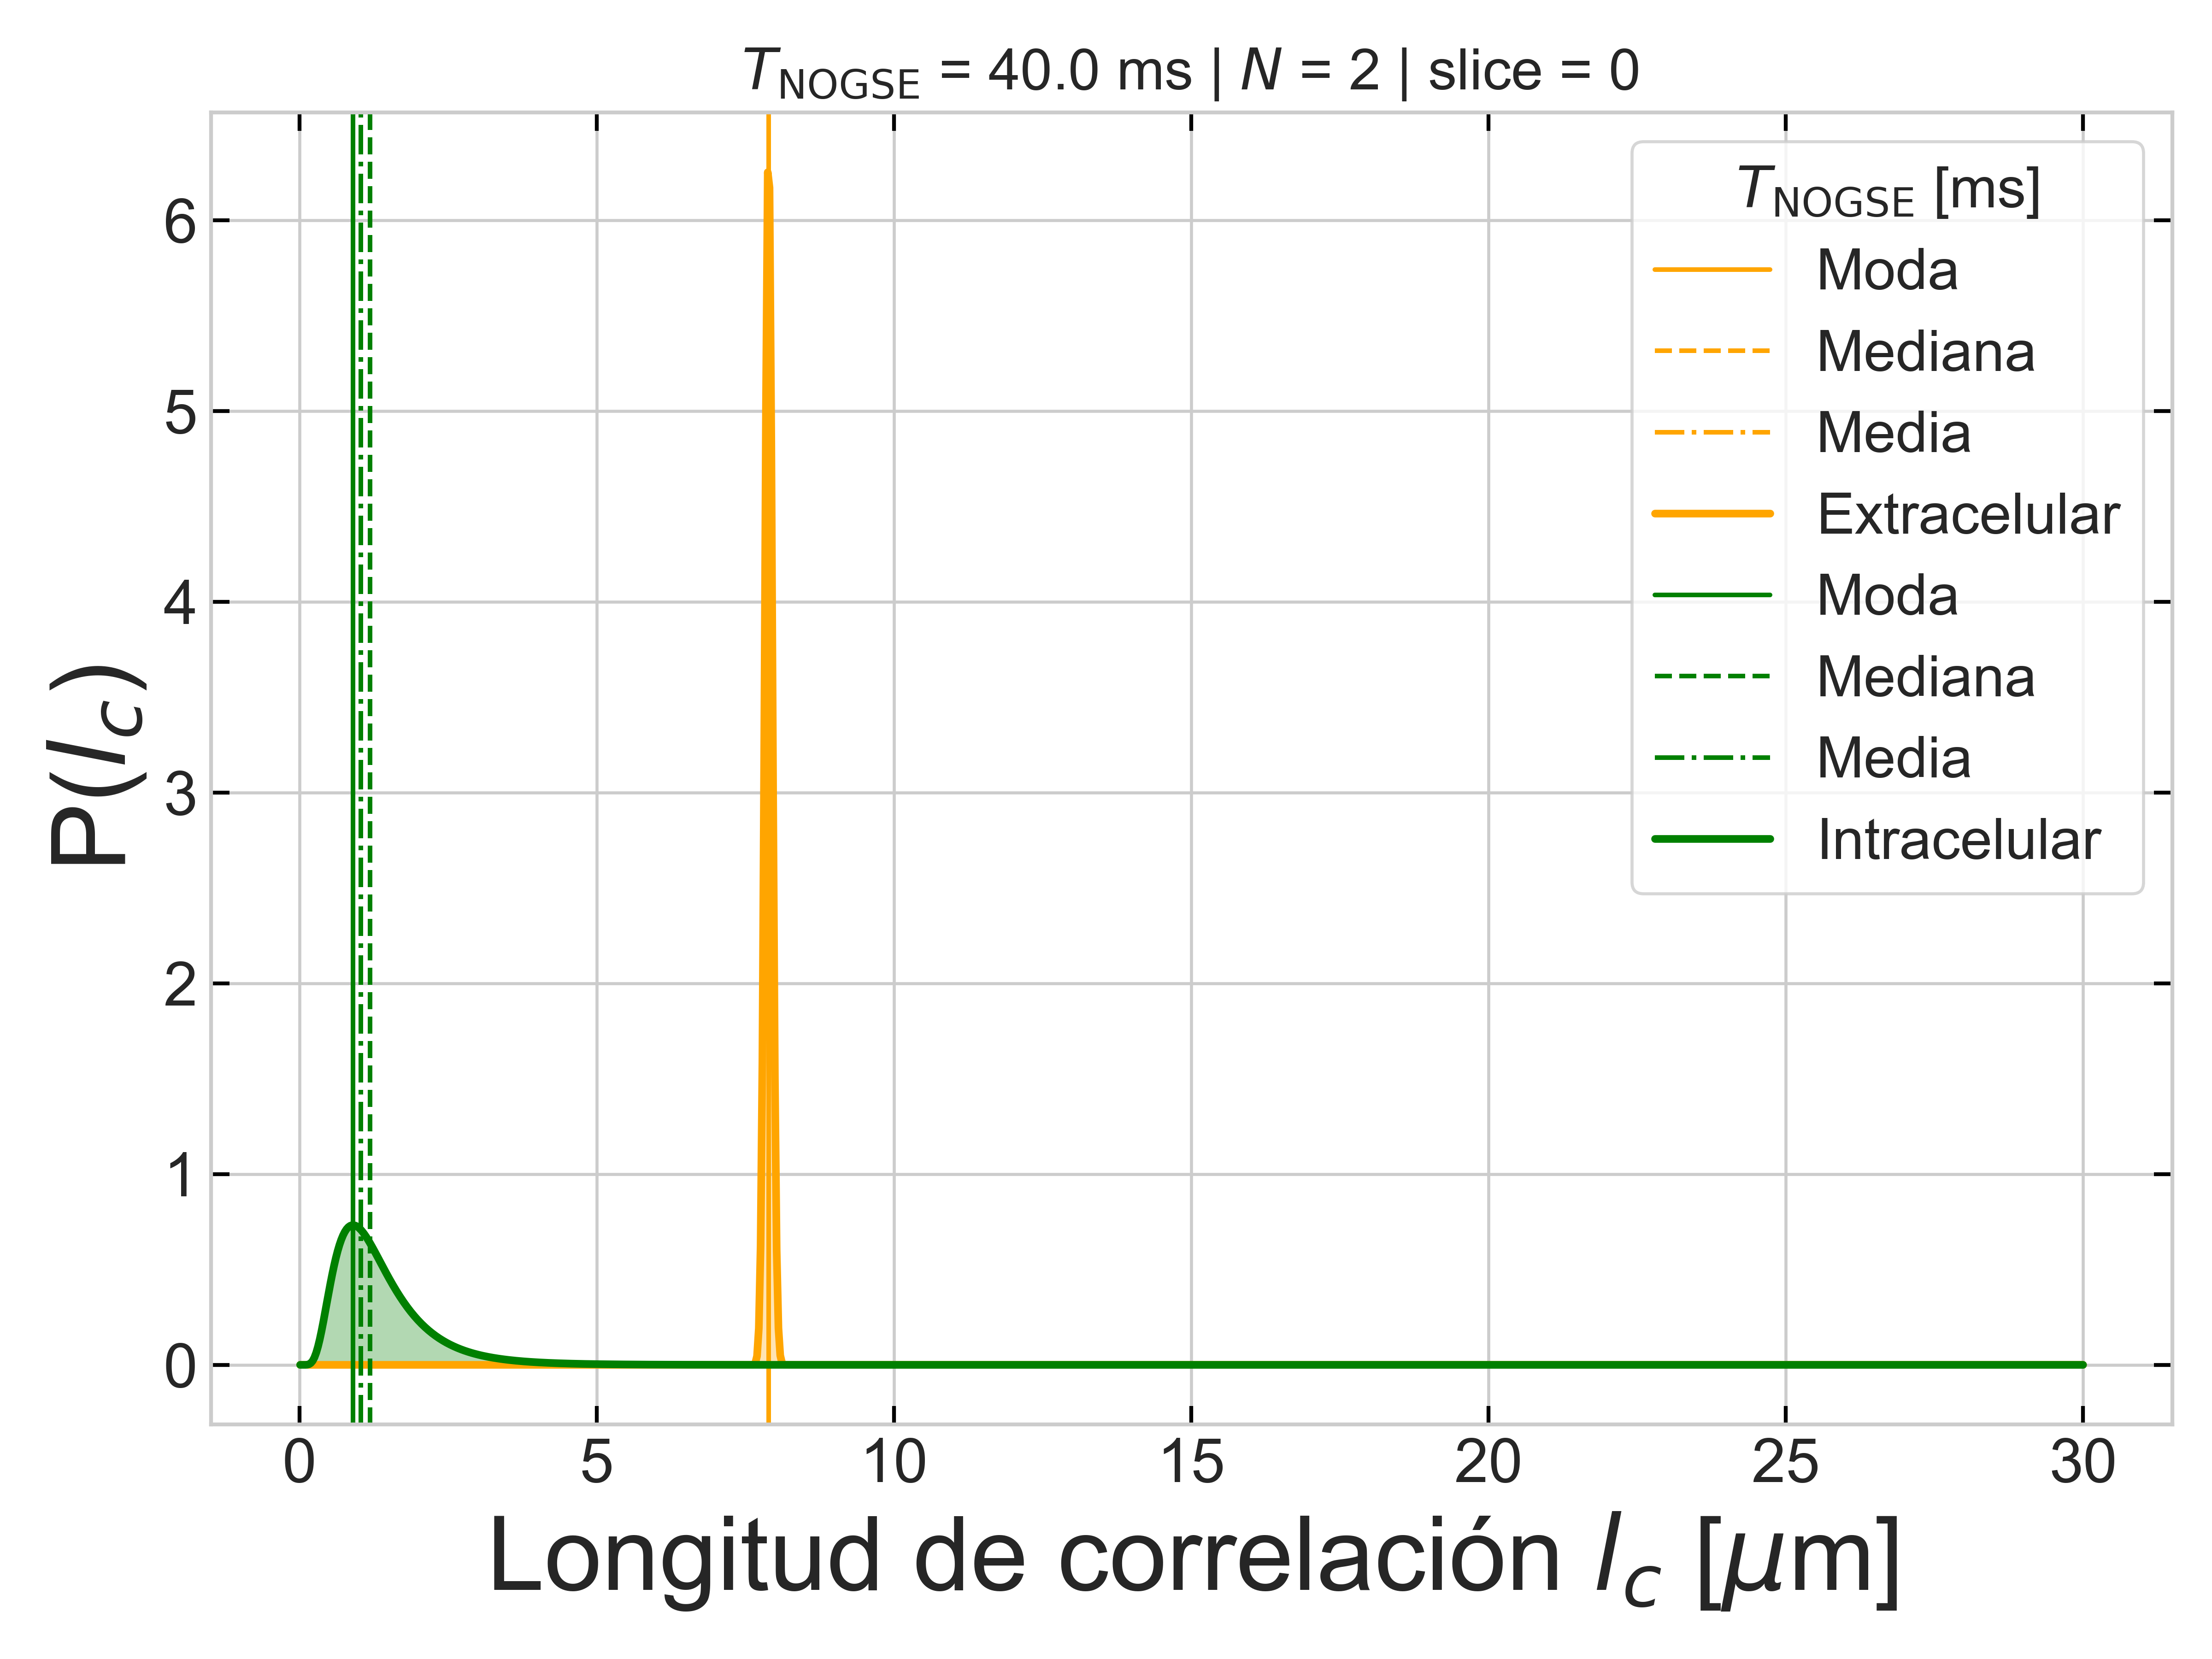 T_NOGSE = 40.0 ms | N = 2 | slice = 0
P(l_c)
6
5
4
3
2
1
0
0 5 10 15 20 25 30
Longitud de correlación l_c [μm]
T_NOGSE [ms]
Moda
Mediana
Media
Extracelular
Moda
Mediana
Media
Intracelular